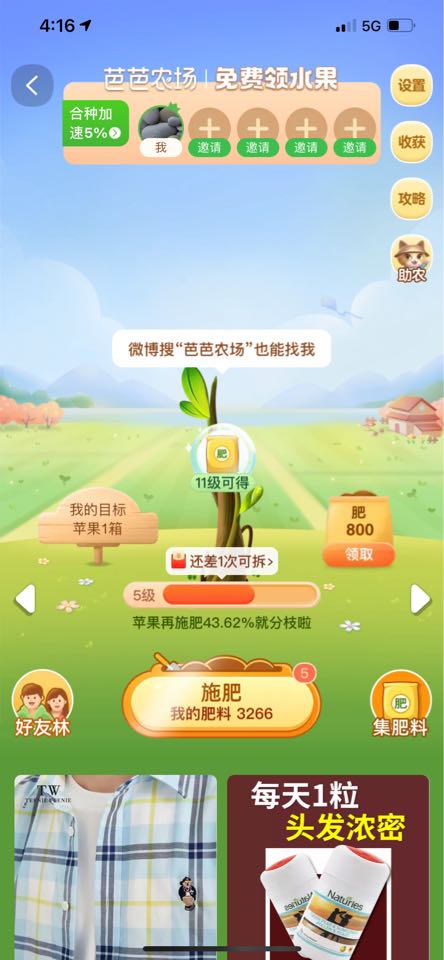 4:16
5G
芭芭农场 | 免费领水果
设置
合种加
速5%
我
邀请
邀请
邀请
邀请
收获
攻略
助农
微博搜“芭芭农场”也能找我
肥
11级可得
我的目标
苹果1箱
肥
800
领取
还差1次可拆>
5级
苹果再施肥43.62%就分枝啦
施肥
5
我的肥料 3266
好友林
肥
集肥料
TW
每天1粒
头发浓密
Naturies